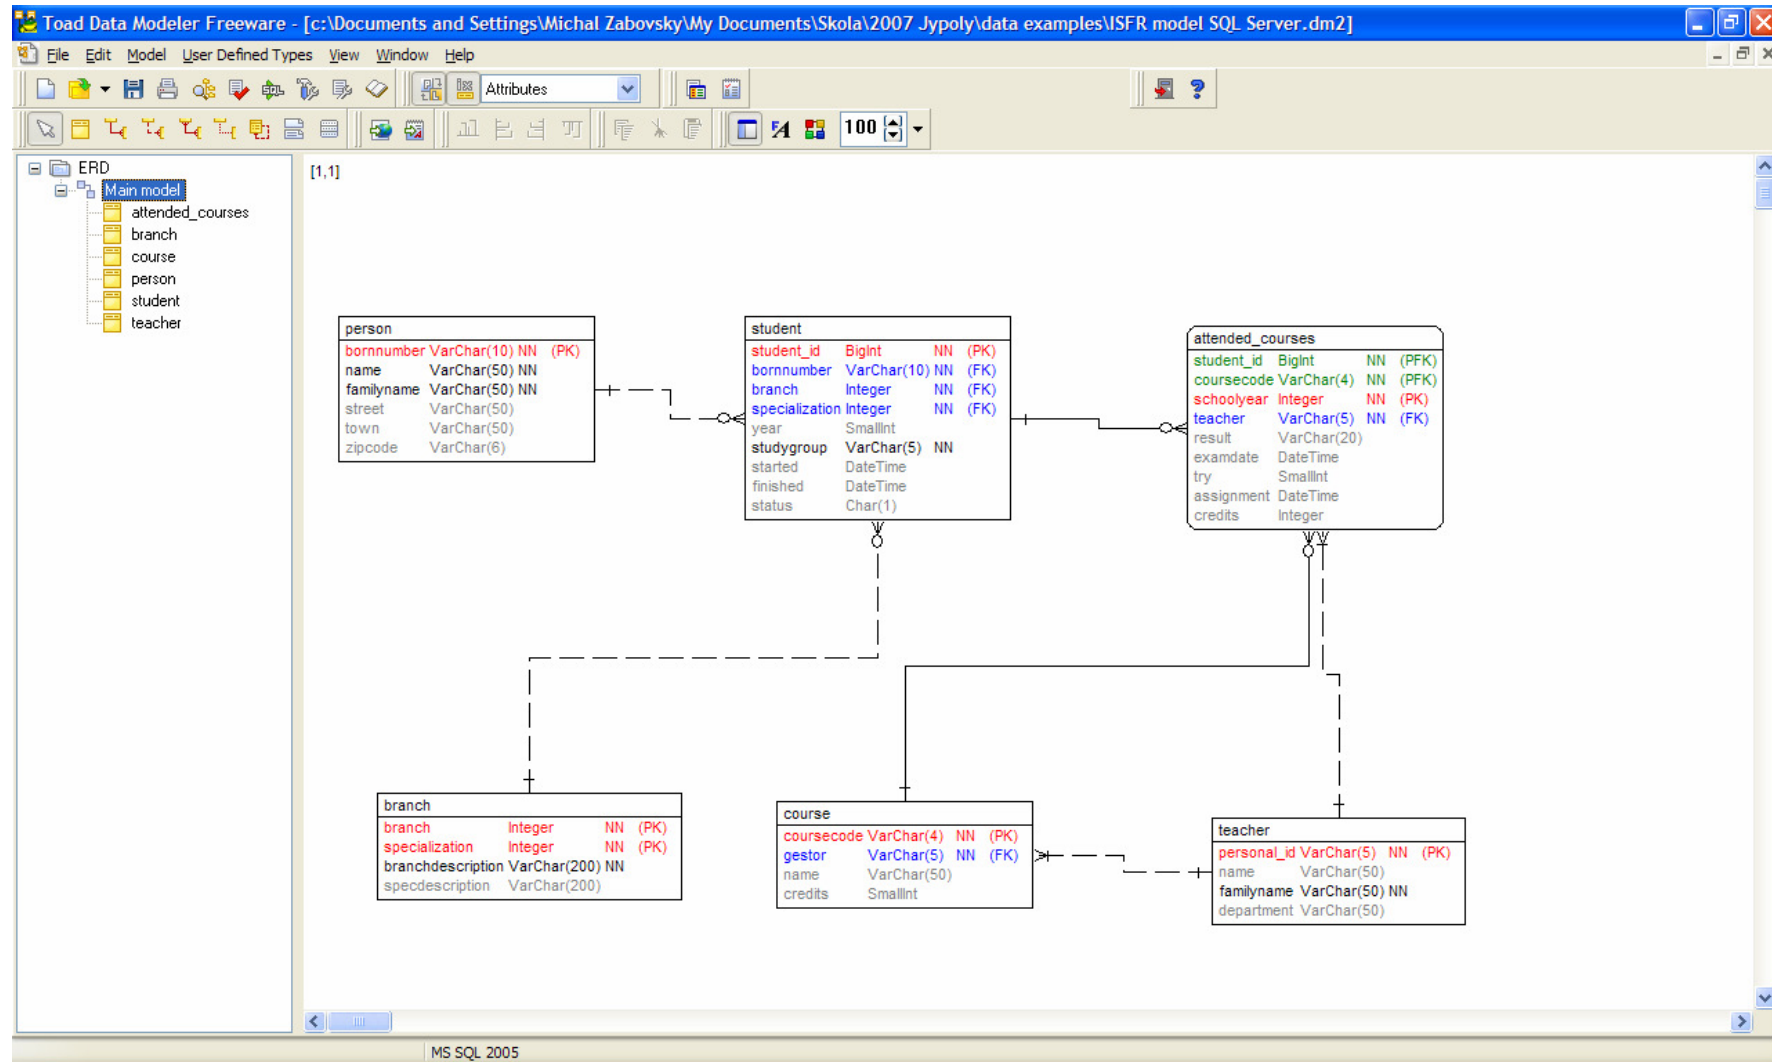 Toad Data Modeler Freeware - [c:\Documents and Settings\Michal Zabovsky\My Documents\Skola\2007 Jypoly\data examples\ISFR model SQL Server.dm2]
File Edit Model User Defined Types View Window Help
SQL Attributes
100
ERD
Main model
attended_courses
branch
course
person
student
teacher
[1,1]
person
bornnumber VarChar(10) NN (PK)
name VarChar(50) NN
familyname VarChar(50) NN
street VarChar(50)
town VarChar(50)
zipcode VarChar(6)
student
student_id BigInt NN (PK)
bornnumber VarChar(10) NN (FK)
branch Integer NN (FK)
specialization Integer NN (FK)
year SmallInt
studygroup VarChar(5) NN
started DateTime
finished DateTime
status Char(1)
attended_courses
student_id BigInt NN (PFK)
coursecode VarChar(4) NN (PFK)
schoolyear Integer NN (PK)
teacher VarChar(5) NN (FK)
result VarChar(20)
examdate DateTime
try SmallInt
assignment DateTime
credits Integer
branch
branch Integer NN (PK)
specialization Integer NN (PK)
branchdescription VarChar(200) NN
specdescription VarChar(200)
course
coursecode VarChar(4) NN (PK)
gestor VarChar(5) NN (FK)
name VarChar(50)
credits SmallInt
teacher
personal_id VarChar(5) NN (PK)
name VarChar(50)
familyname VarChar(50) NN
department VarChar(50)
MS SQL 2005